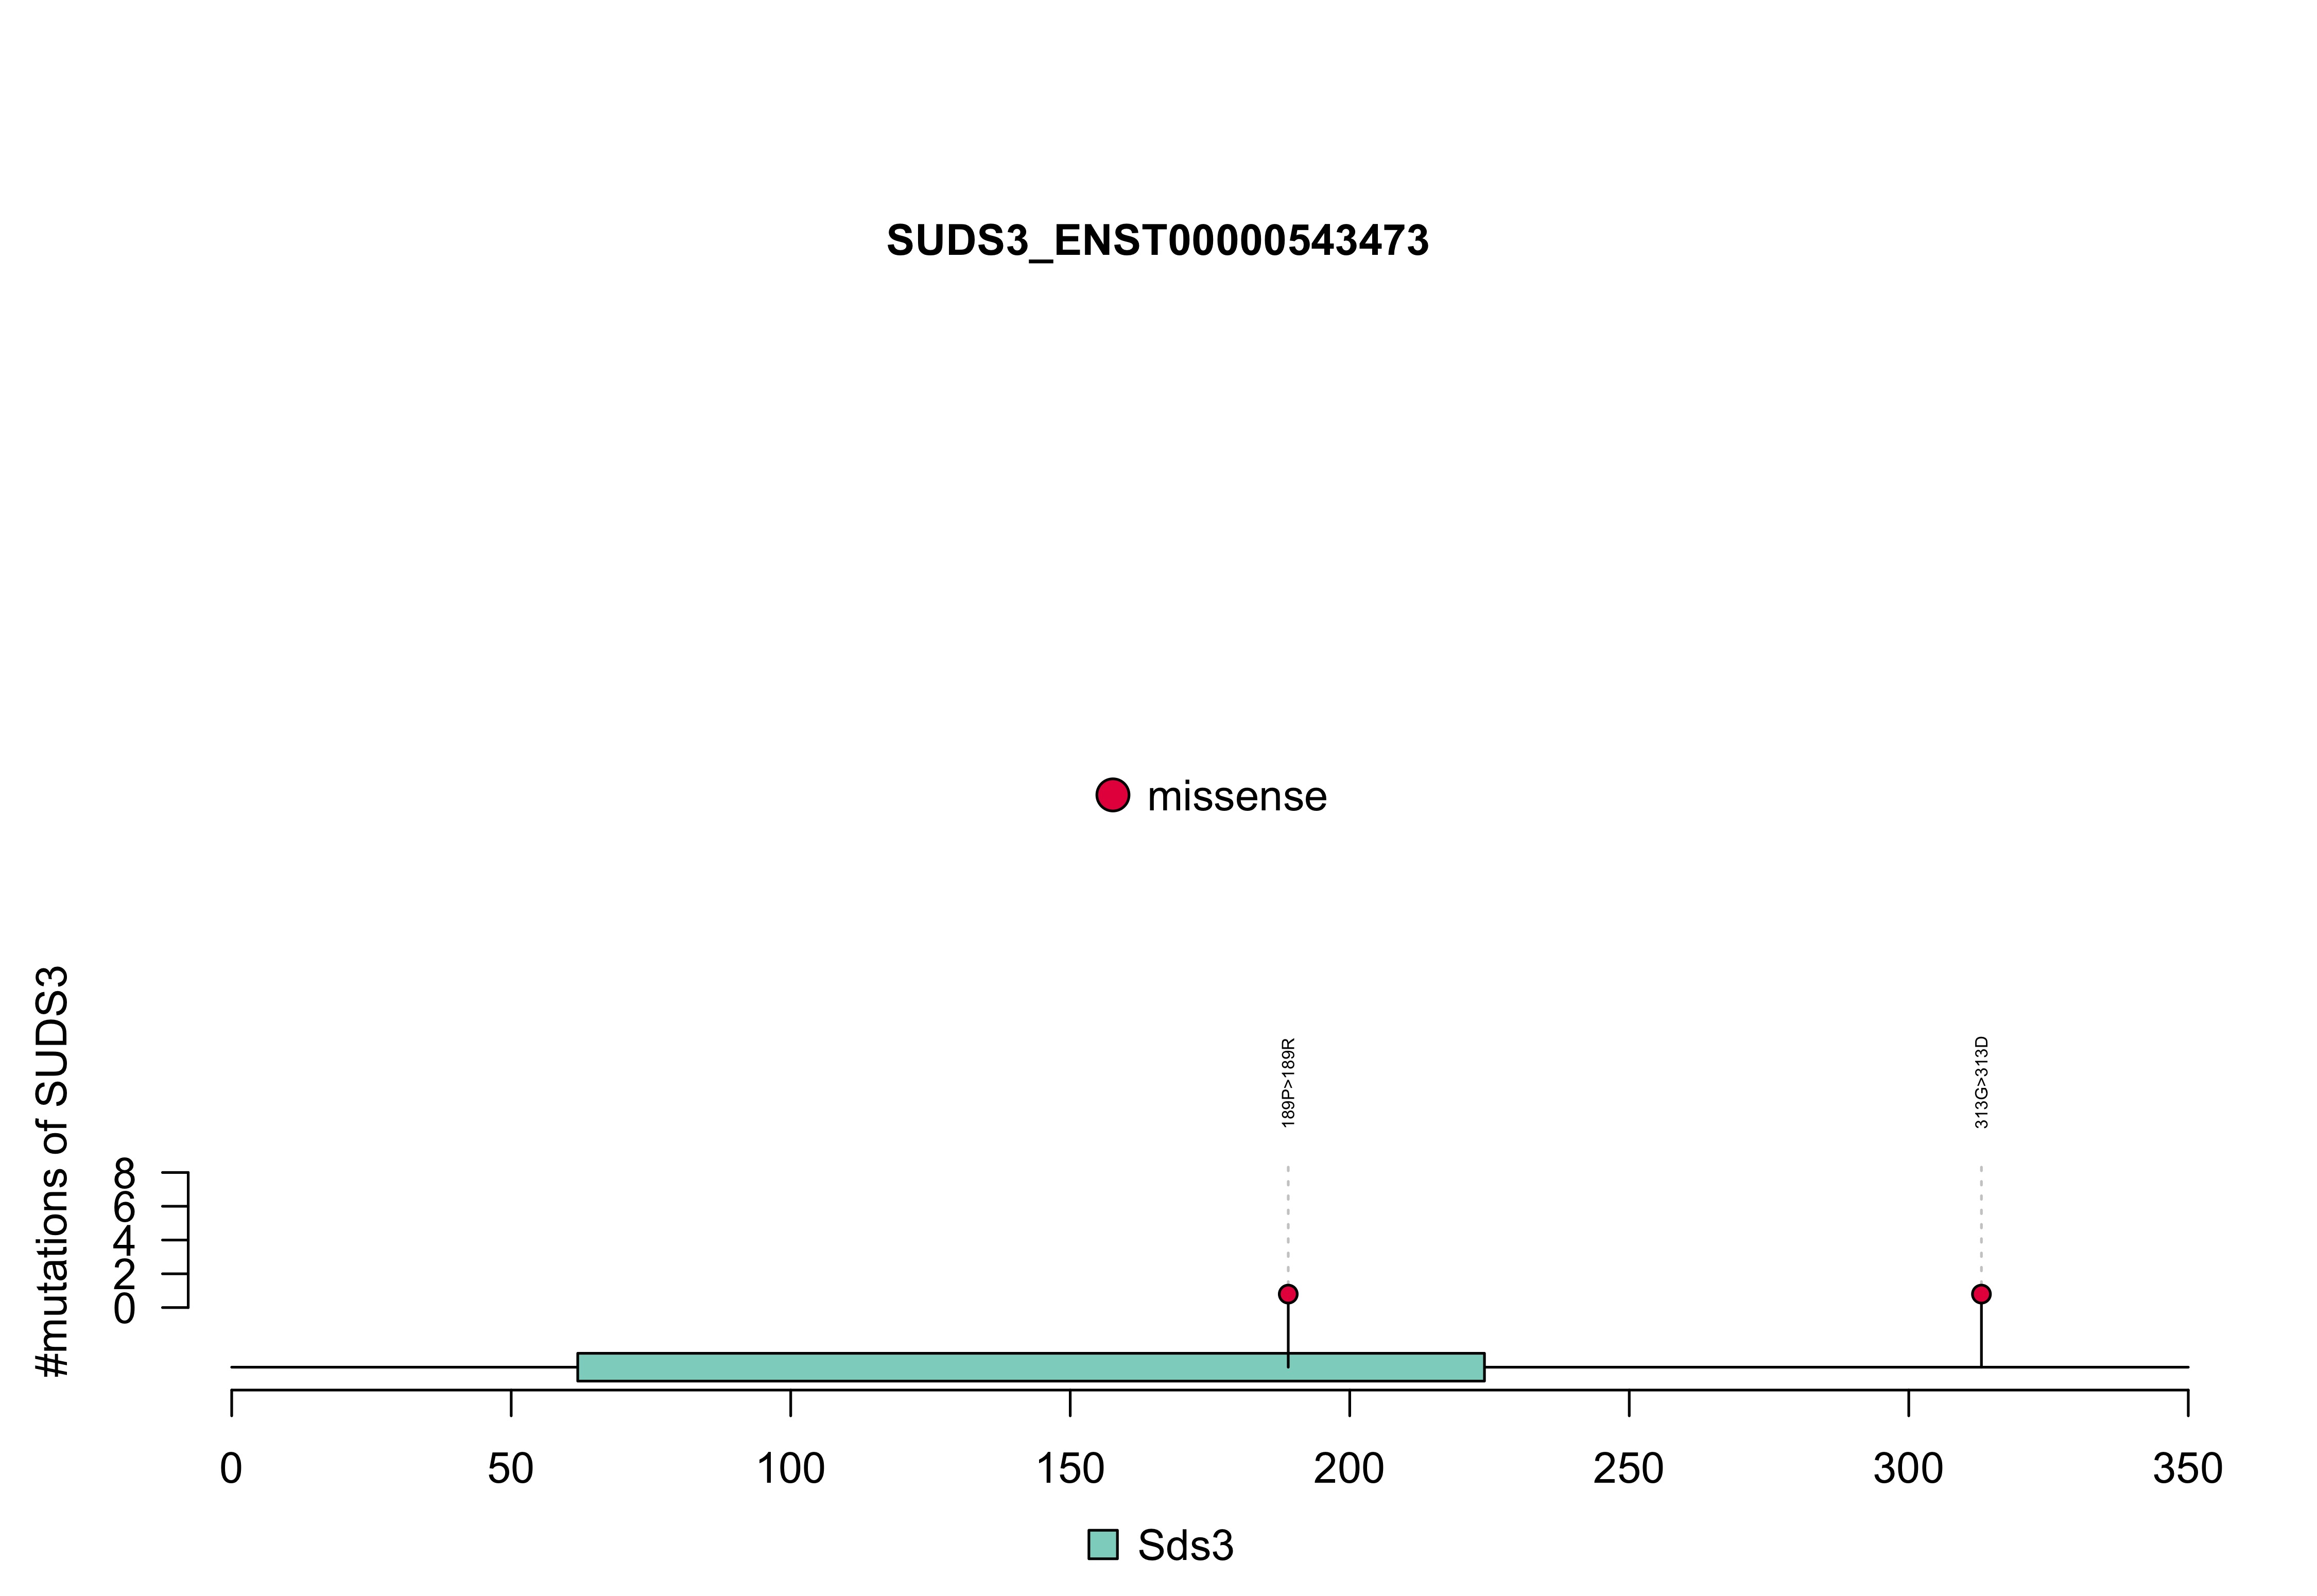 SUDS3_ENST00000543473
missense
#mutations of SUDS3
189P>189R
313G>313D
8
6
4
2
0
0 50 100 150 200 250 300 350
Sds3